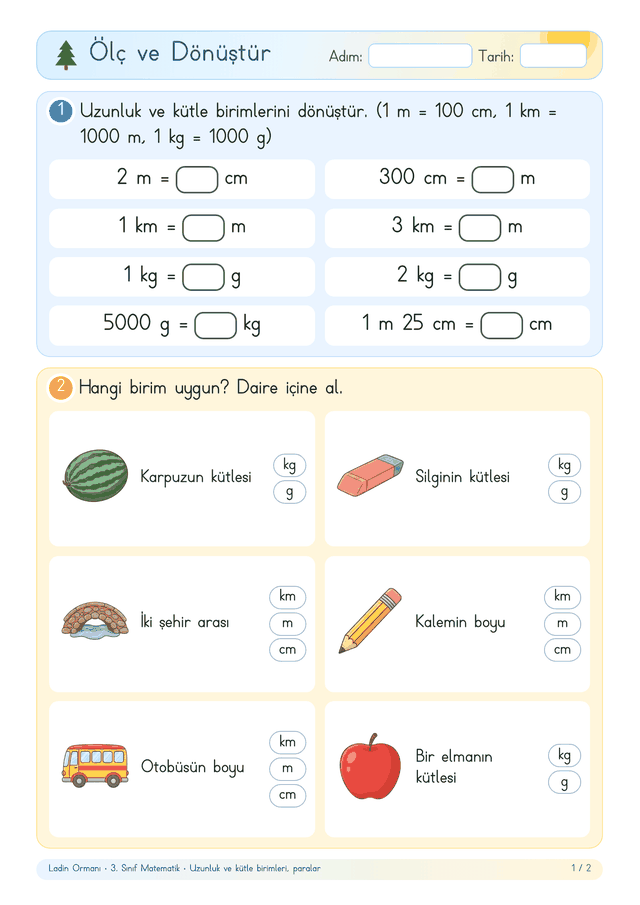 Ölç ve Dönüştür
Adım:
Tarih:
1 Uzunluk ve kütle birimlerini dönüştür. (1 m = 100 cm, 1 km =
1000 m, 1 kg = 1000 g)
2 m = cm
300 cm = m
1 km = m
3 km = m
1 kg = g
2 kg = g
5000 g = kg
1 m 25 cm = cm
2 Hangi birim uygun? Daire içine al.
Karpuzun kütlesi
kg
g
Silginin kütlesi
kg
g
İki şehir arası
km
m
cm
Kalemin boyu
km
m
cm
Otobüsün boyu
km
m
cm
Bir elmanın
kütlesi
kg
g
Ladin Ormanı • 3. Sınıf Matematik • Uzunluk ve kütle birimleri, paralar
1 / 2